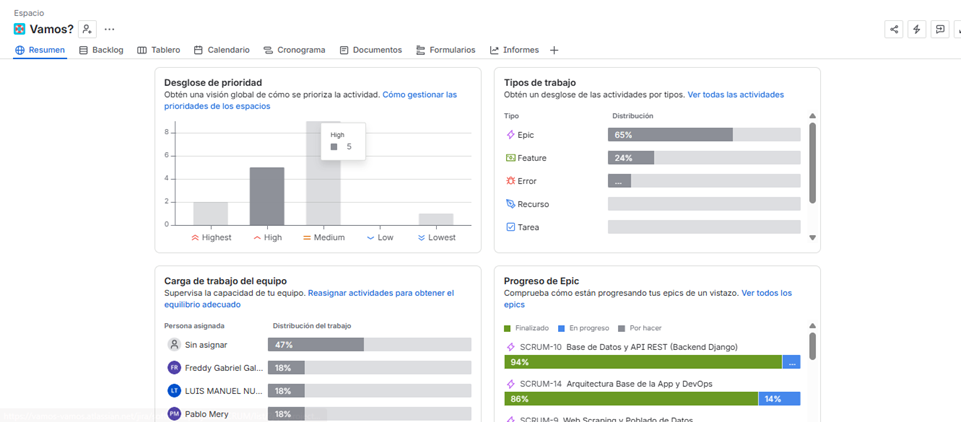 Espacio
Vamos?
Resumen
Backlog
Tablero
Calendario
Cronograma
Documentos
Formularios
Informes
Desglose de prioridad
Obtén una visión global de cómo se prioriza la actividad. Cómo gestionar las
prioridades de los espacios
8
6
4
2
0
High
5
Highest
High
Medium
Low
Lowest
Tipos de trabajo
Obtén un desglose de las actividades por tipos. Ver todas las actividades
Tipo Distribución
Epic 65%
Feature 24%
Error ...
Recurso
Tarea
Carga de trabajo del equipo
Supervisa la capacidad de tu equipo. Reasignar actividades para obtener el
equilibrio adecuado
Persona asignada Distribución del trabajo
Sin asignar 47%
FR Freddy Gabriel Gal... 18%
LT LUIS MANUEL NU... 18%
PM Pablo Mery 18%
Progreso de Epic
Comprueba cómo están progresando tus epics de un vistazo. Ver todos los
epics
Finalizado En progreso Por hacer
SCRUM-10 Base de Datos y API REST (Backend Django)
94% ...
SCRUM-14 Arquitectura Base de la App y DevOps
86% 14%
SCRUM-9 Web Scraping y Poblado de Datos